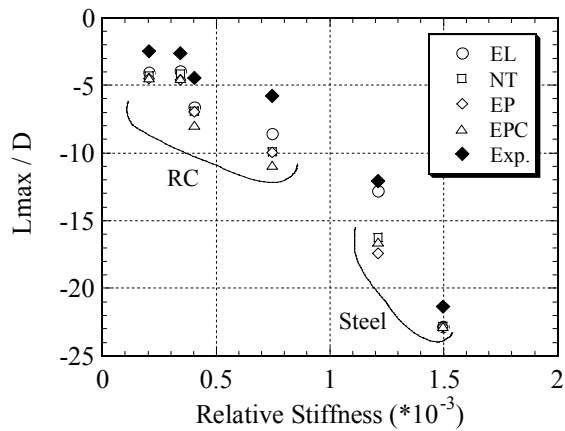 0
-5
-10
-15
-20
-25
Lmax / D
EL
NT
EP
EPC
Exp.
RC
Steel
0
0.5
1
1.5
2
Relative Stiffness (*10⁻³)